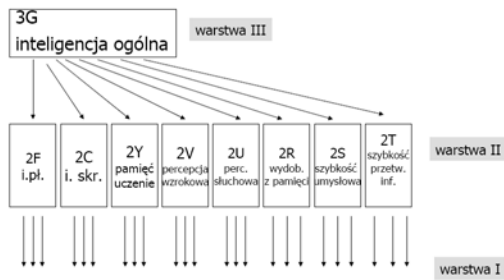 3G
inteligencja ogólna
warstwa III
2F
i.pł.
2C
i. skr.
2Y
pamięć
uczenie
2V
percepcja
wzrokowa
2U
perc.
słuchowa
2R
wydob.
z pamięci
2S
szybkość
umysłowa
2T
szybkość
przetw.
inf.
warstwa II
warstwa I